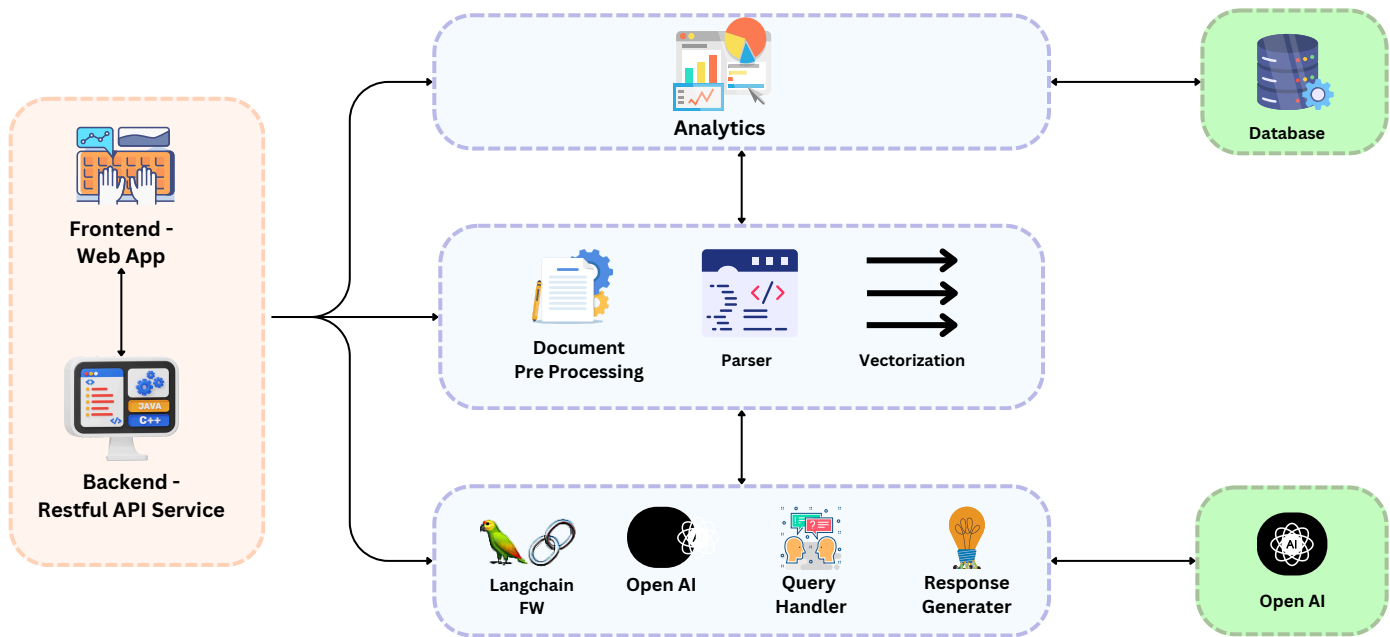 Frontend -
Web App
JAVA
C++
Backend -
Restful API Service
Analytics
Document
Pre Processing
</>
Parser
Vectorization
Langchain
FW
Open AI
?
Query
Handler
Response
Generater
Database
AI
Open AI